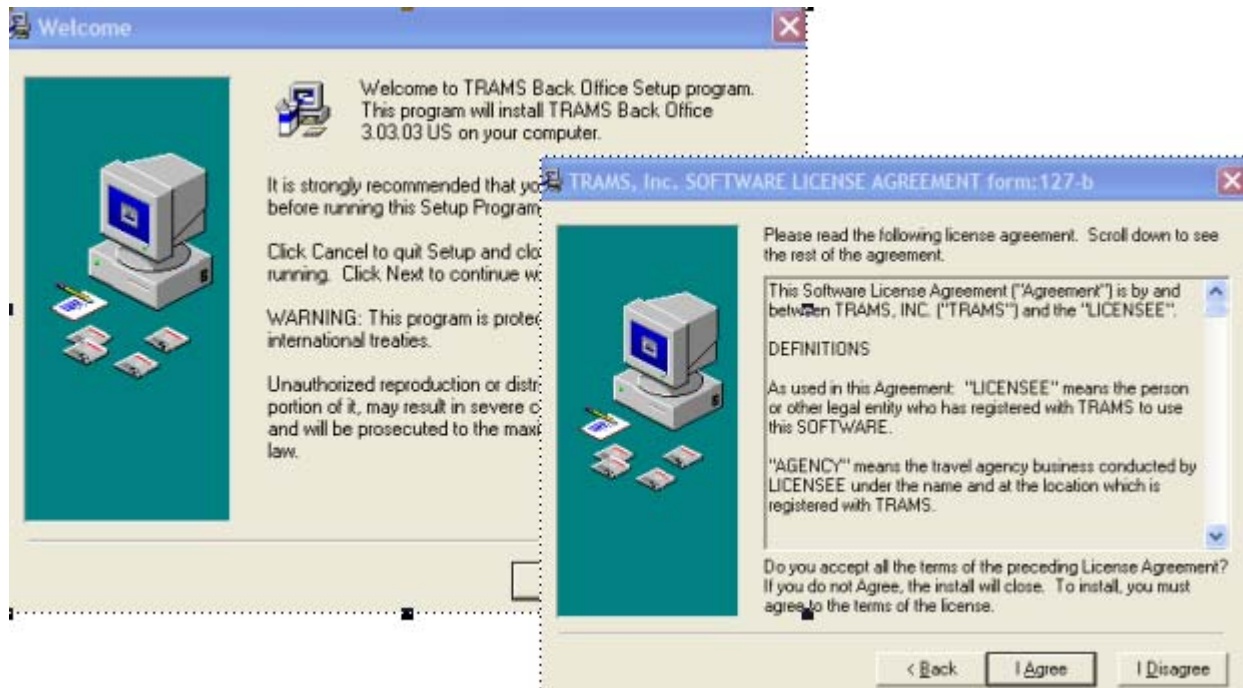 Welcome
Welcome to TRAMS Back Office Setup program.
This program will install TRAMS Back Office
3.03.03 US on your computer.
It is strongly recommended that yo
before running this Setup Program
Click Cancel to quit Setup and clo
running. Click Next to continue w
WARNING: This program is protec
international treaties.
Unauthorized reproduction or distr
portion of it, may result in severe c
and will be prosecuted to the maxi
law.
TRAMS, Inc. SOFTWARE LICENSE AGREEMENT form:127-b
Please read the following license agreement. Scroll down to see
the rest of the agreement.
This Software License Agreement ("Agreement") is by and
between TRAMS, INC. ("TRAMS") and the "LICENSEE".
DEFINITIONS
As used in this Agreement: "LICENSEE" means the person
or other legal entity who has registered with TRAMS to use
this SOFTWARE.
"AGENCY" means the travel agency business conducted by
LICENSEE under the name and at the location which is
registered with TRAMS.
Do you accept all the terms of the preceding License Agreement?
If you do not Agree, the install will close. To install, you must
agree to the terms of the license.
< Back
I Agree
I Disagree